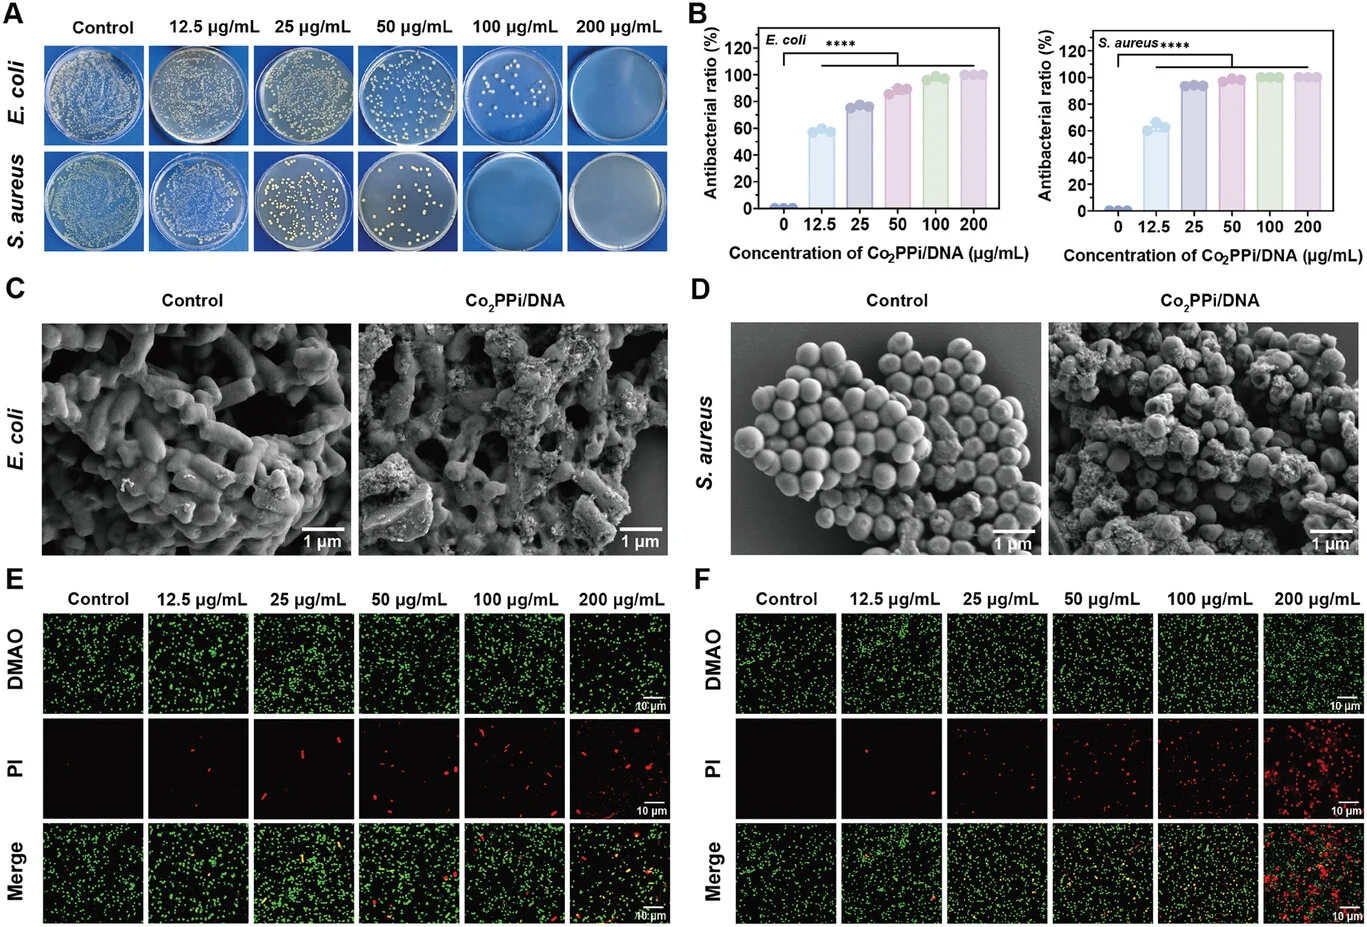 A
Control 12.5 µg/mL 25 µg/mL 50 µg/mL 100 µg/mL 200 µg/mL
E. coli
S. aureus
B
Antibacterial ratio (%)
120
100
80
60
40
20
0
E. coli ****
0 12.5 25 50 100 200
Concentration of Co2PPi/DNA (µg/mL)
Antibacterial ratio (%)
120
100
80
60
40
20
0
S. aureus ****
0 12.5 25 50 100 200
Concentration of Co2PPi/DNA (µg/mL)
C
Control Co2PPi/DNA
E. coli
1 µm 1 µm
D
Control Co2PPi/DNA
S. aureus
1 µm 1 µm
E
Control 12.5 µg/mL 25 µg/mL 50 µg/mL 100 µg/mL 200 µg/mL
DMAO
10 µm
PI
10 µm
Merge
10 µm
F
Control 12.5 µg/mL 25 µg/mL 50 µg/mL 100 µg/mL 200 µg/mL
DMAO
10 µm
PI
10 µm
Merge
10 µm